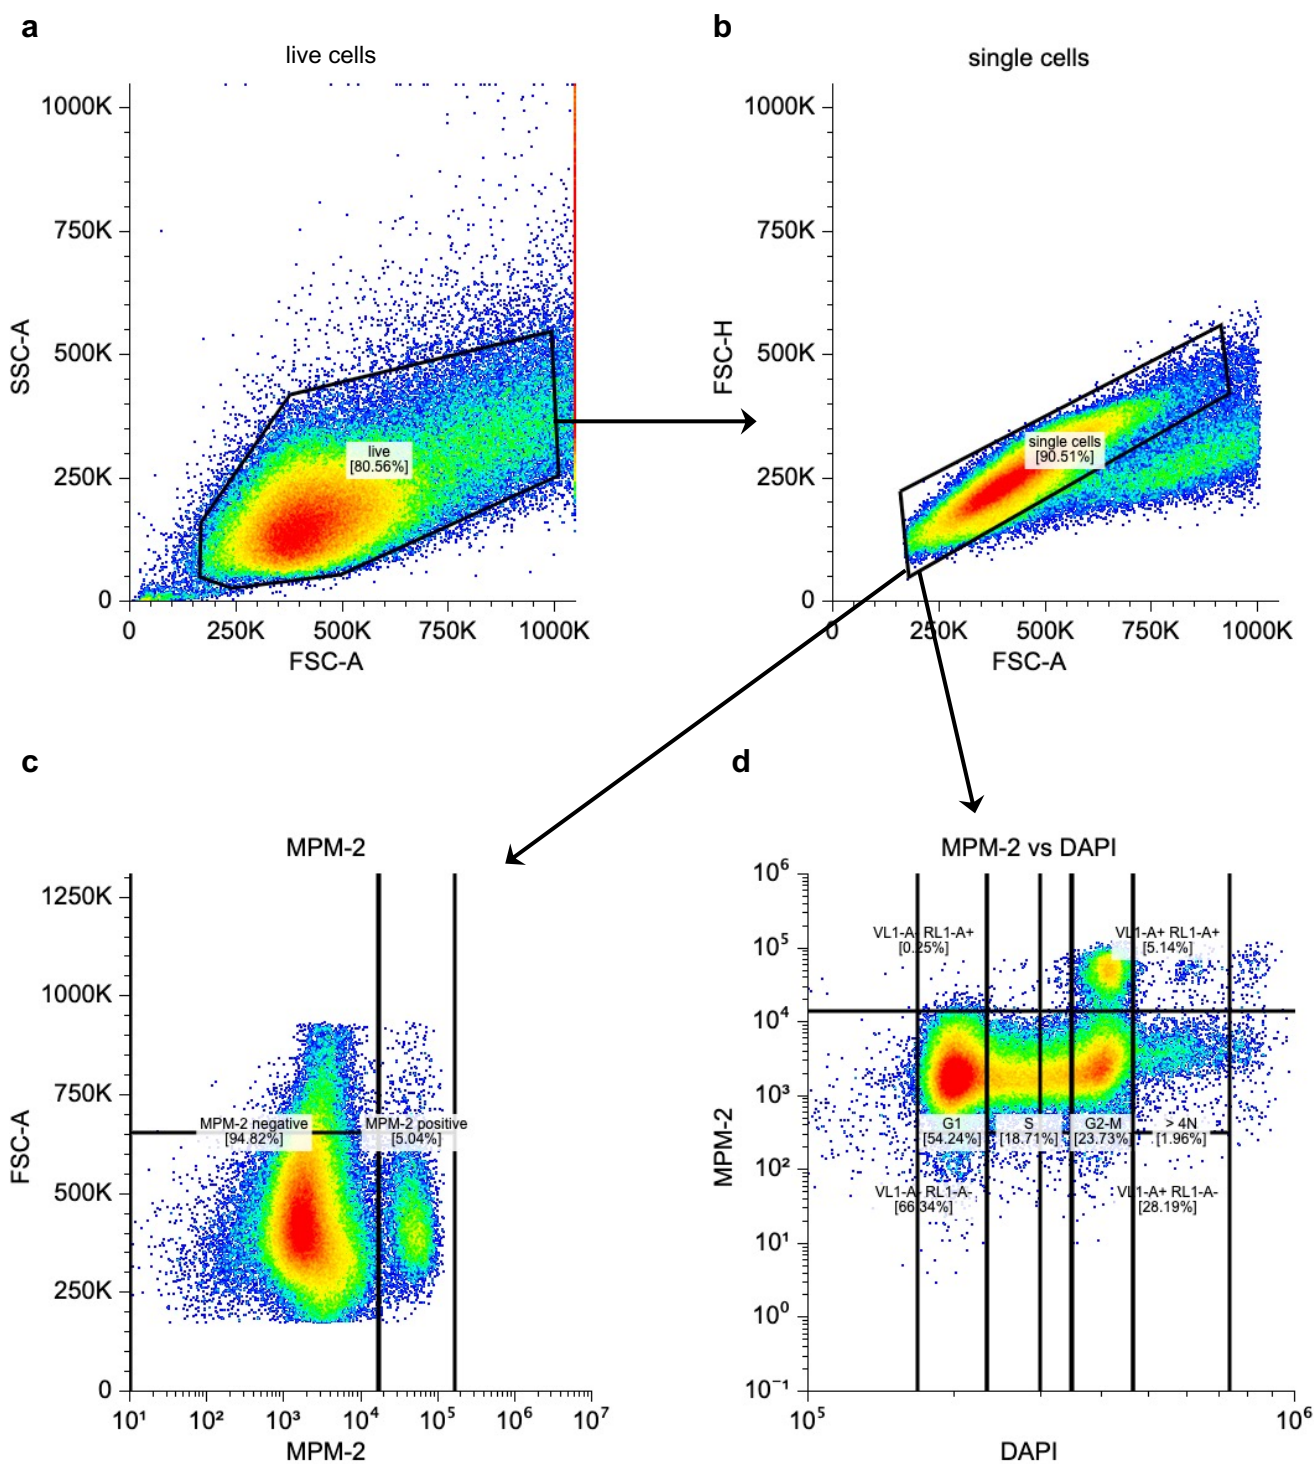 a
live cells
SSC-A
1000K
750K
500K
250K
0
live
[80.56%]
0 250K 500K 750K 1000K
FSC-A
b
single cells
FSC-H
1000K
750K
500K
250K
0
single cells
[90.51%]
0 250K 500K 750K 1000K
FSC-A
c
MPM-2
FSC-A
1250K
1000K
750K
500K
250K
0
MPM-2 negative
[94.82%]
MPM-2 positive
[5.04%]
10¹ 10² 10³ 10⁴ 10⁵ 10⁶ 10⁷
MPM-2
d
MPM-2 vs DAPI
MPM-2
10⁶
10⁵
10⁴
10³
10²
10¹
10⁰
10⁻¹
VL1-A- RL1-A+
[0.25%]
VL1-A+ RL1-A+
[5.14%]
G1
[54.24%]
S
[18.71%]
G2-M
[23.73%]
> 4N
[1.96%]
VL1-A- RL1-A-
[66.34%]
VL1-A+ RL1-A-
[28.19%]
10⁵ 10⁶
DAPI